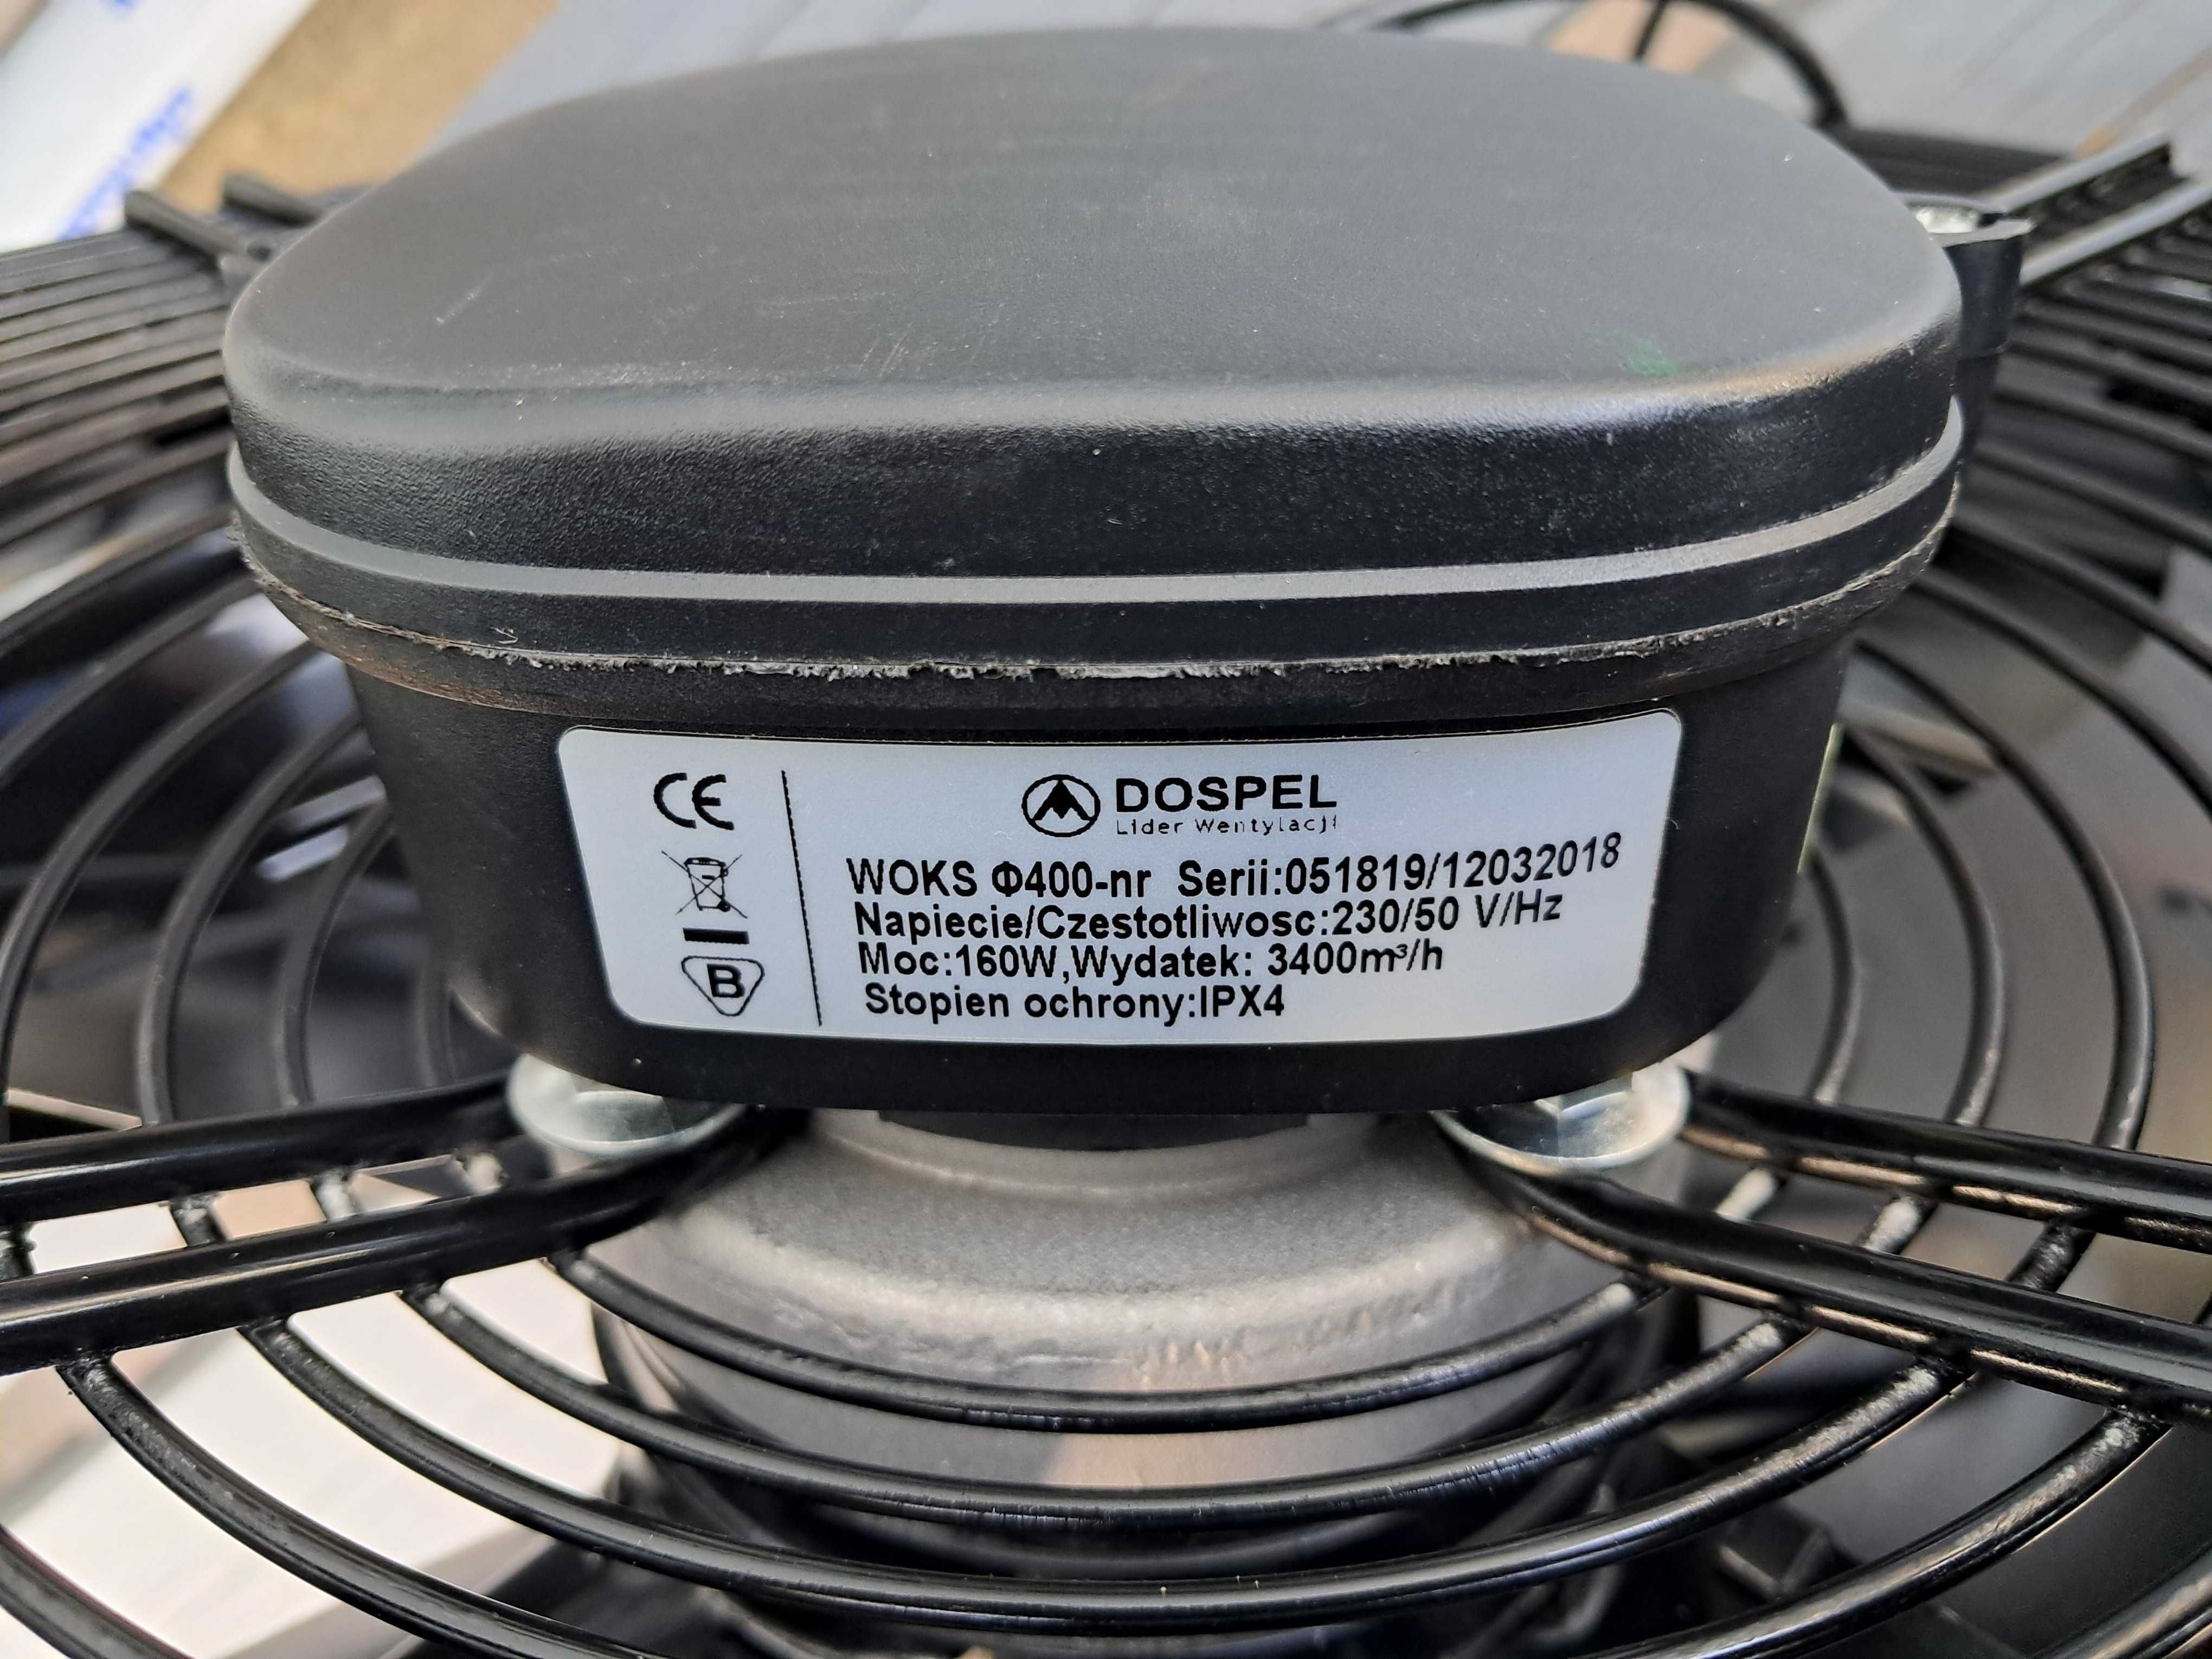 CE
B
DOSPEL
Lider Wentylacji
WOKS Φ400-nr Serii:051819/12032018
Napiecie/Czestotliwosc:230/50 V/Hz
Moc:160W,Wydatek: 3400m³/h
Stopien ochrony:IPX4